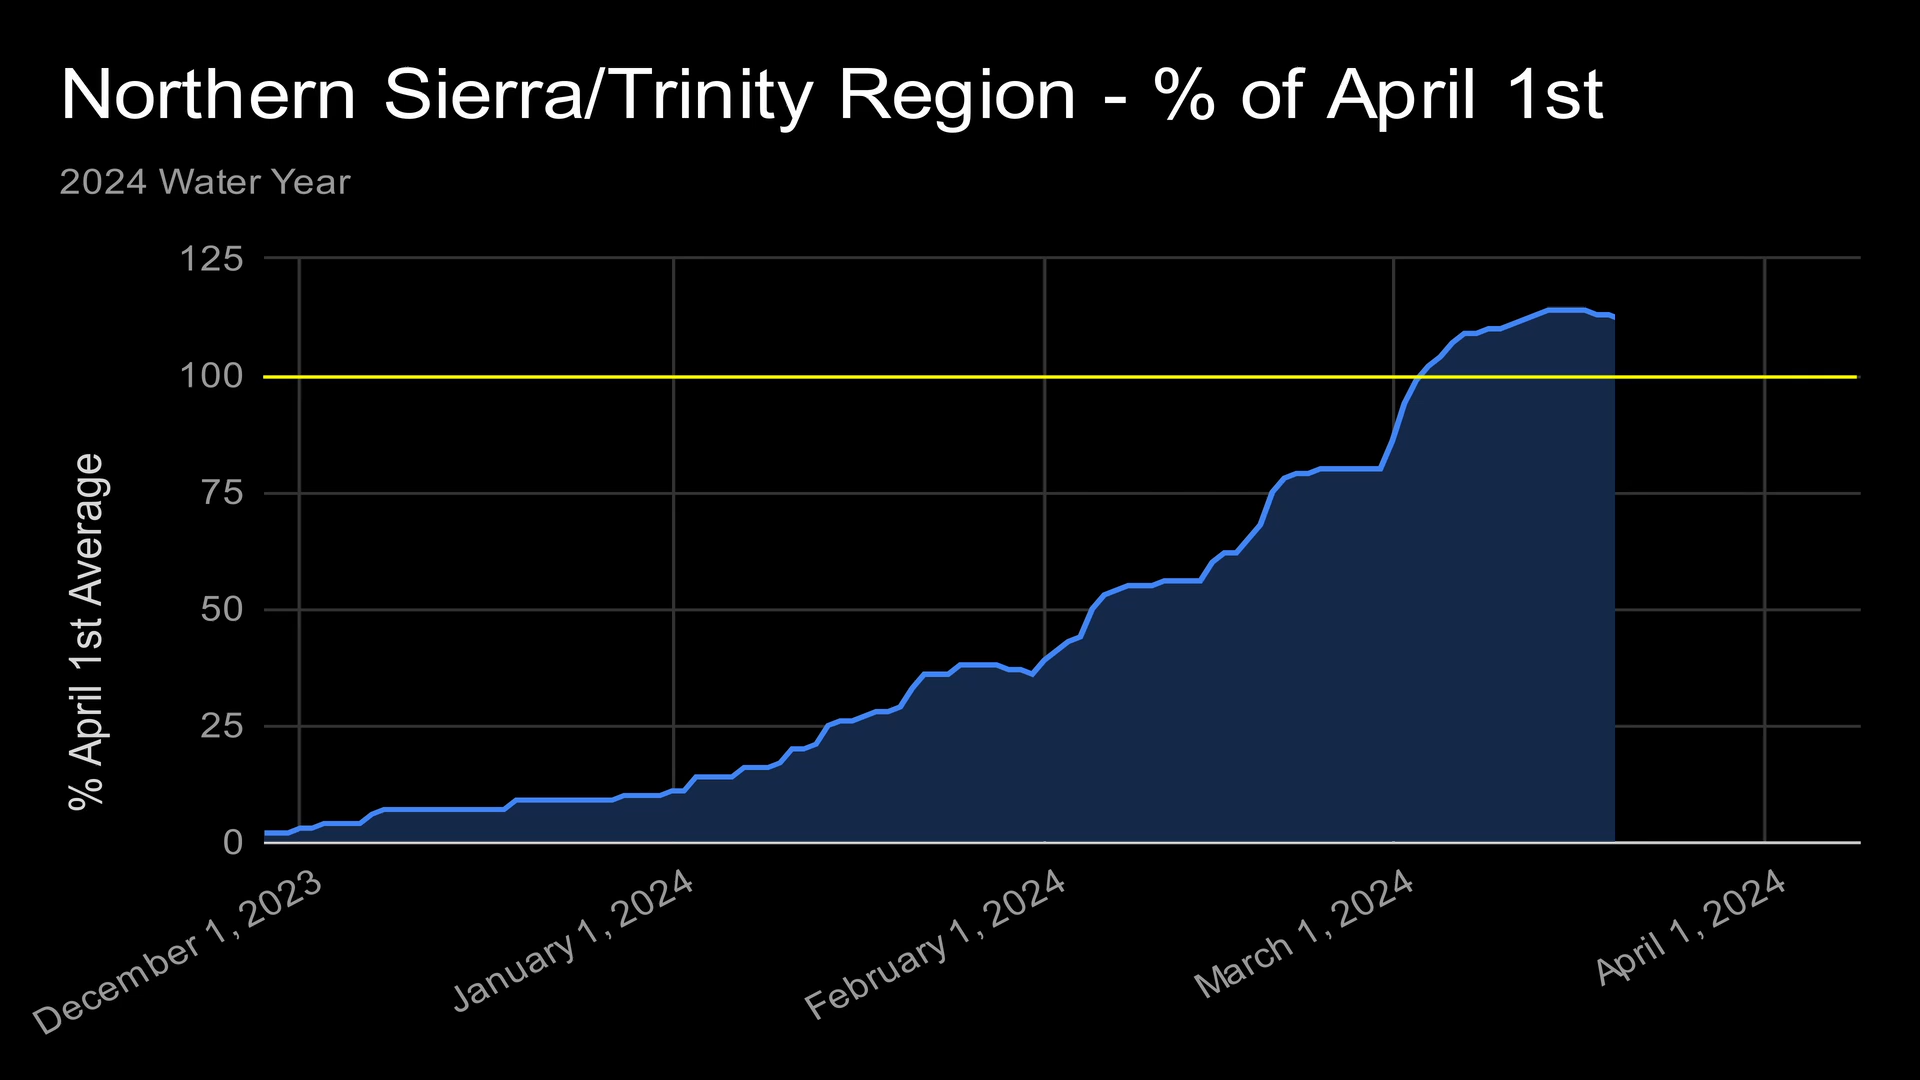 Northern Sierra/Trinity Region - % of April 1st
2024 Water Year
% April 1st Average
125
100
75
50
25
0
December 1, 2023
January 1, 2024
February 1, 2024
March 1, 2024
April 1, 2024